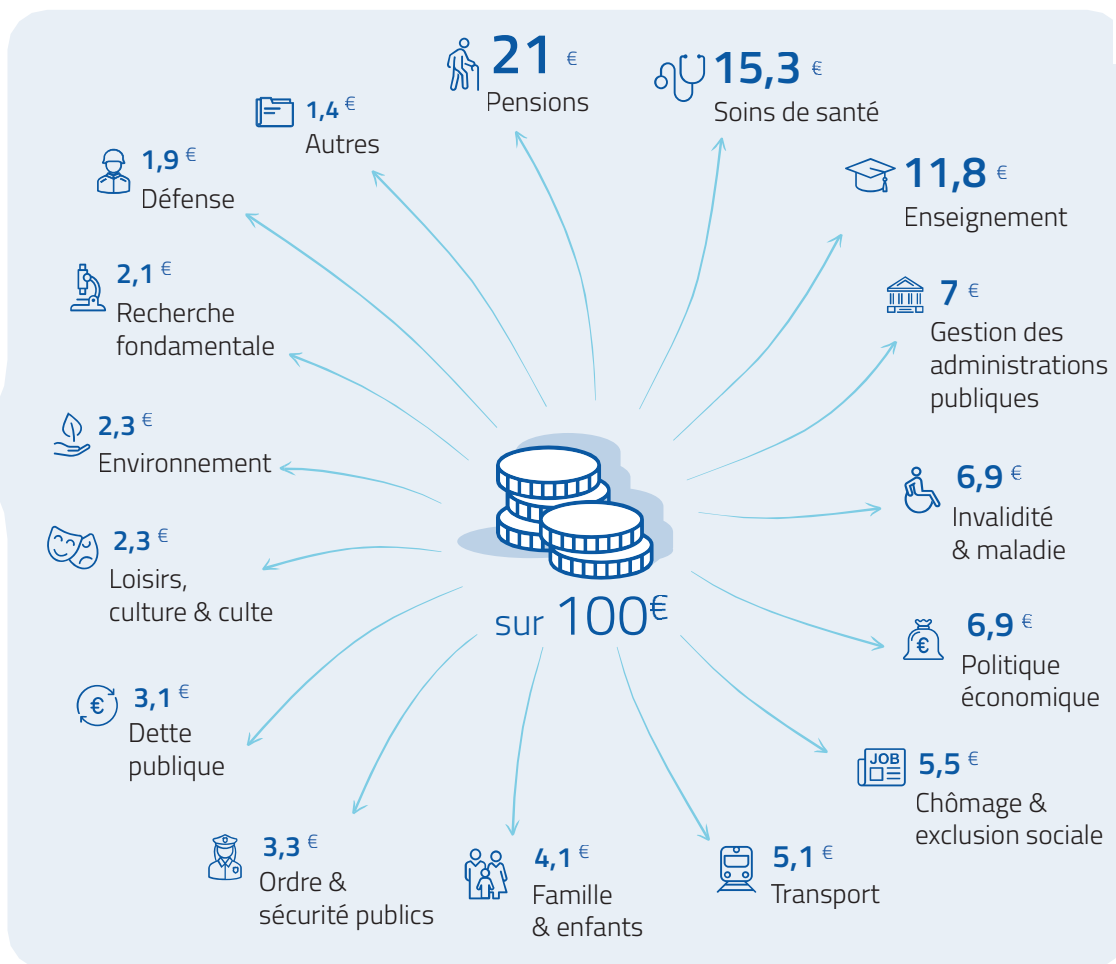 21 €
Pensions
15,3 €
Soins de santé
11,8 €
Enseignement
7 €
Gestion des
administrations
publiques
6,9 €
Invalidité
& maladie
6,9 €
€
Politique
économique
JOB
5,5 €
Chômage &
exclusion sociale
5,1 €
Transport
4,1 €
Famille
& enfants
3,3 €
Ordre &
sécurité publics
€
3,1 €
Dette
publique
2,3 €
Loisirs,
culture & culte
2,3 €
Environnement
2,1 €
Recherche
fondamentale
1,9 €
Défense
1,4 €
Autres
sur 100€